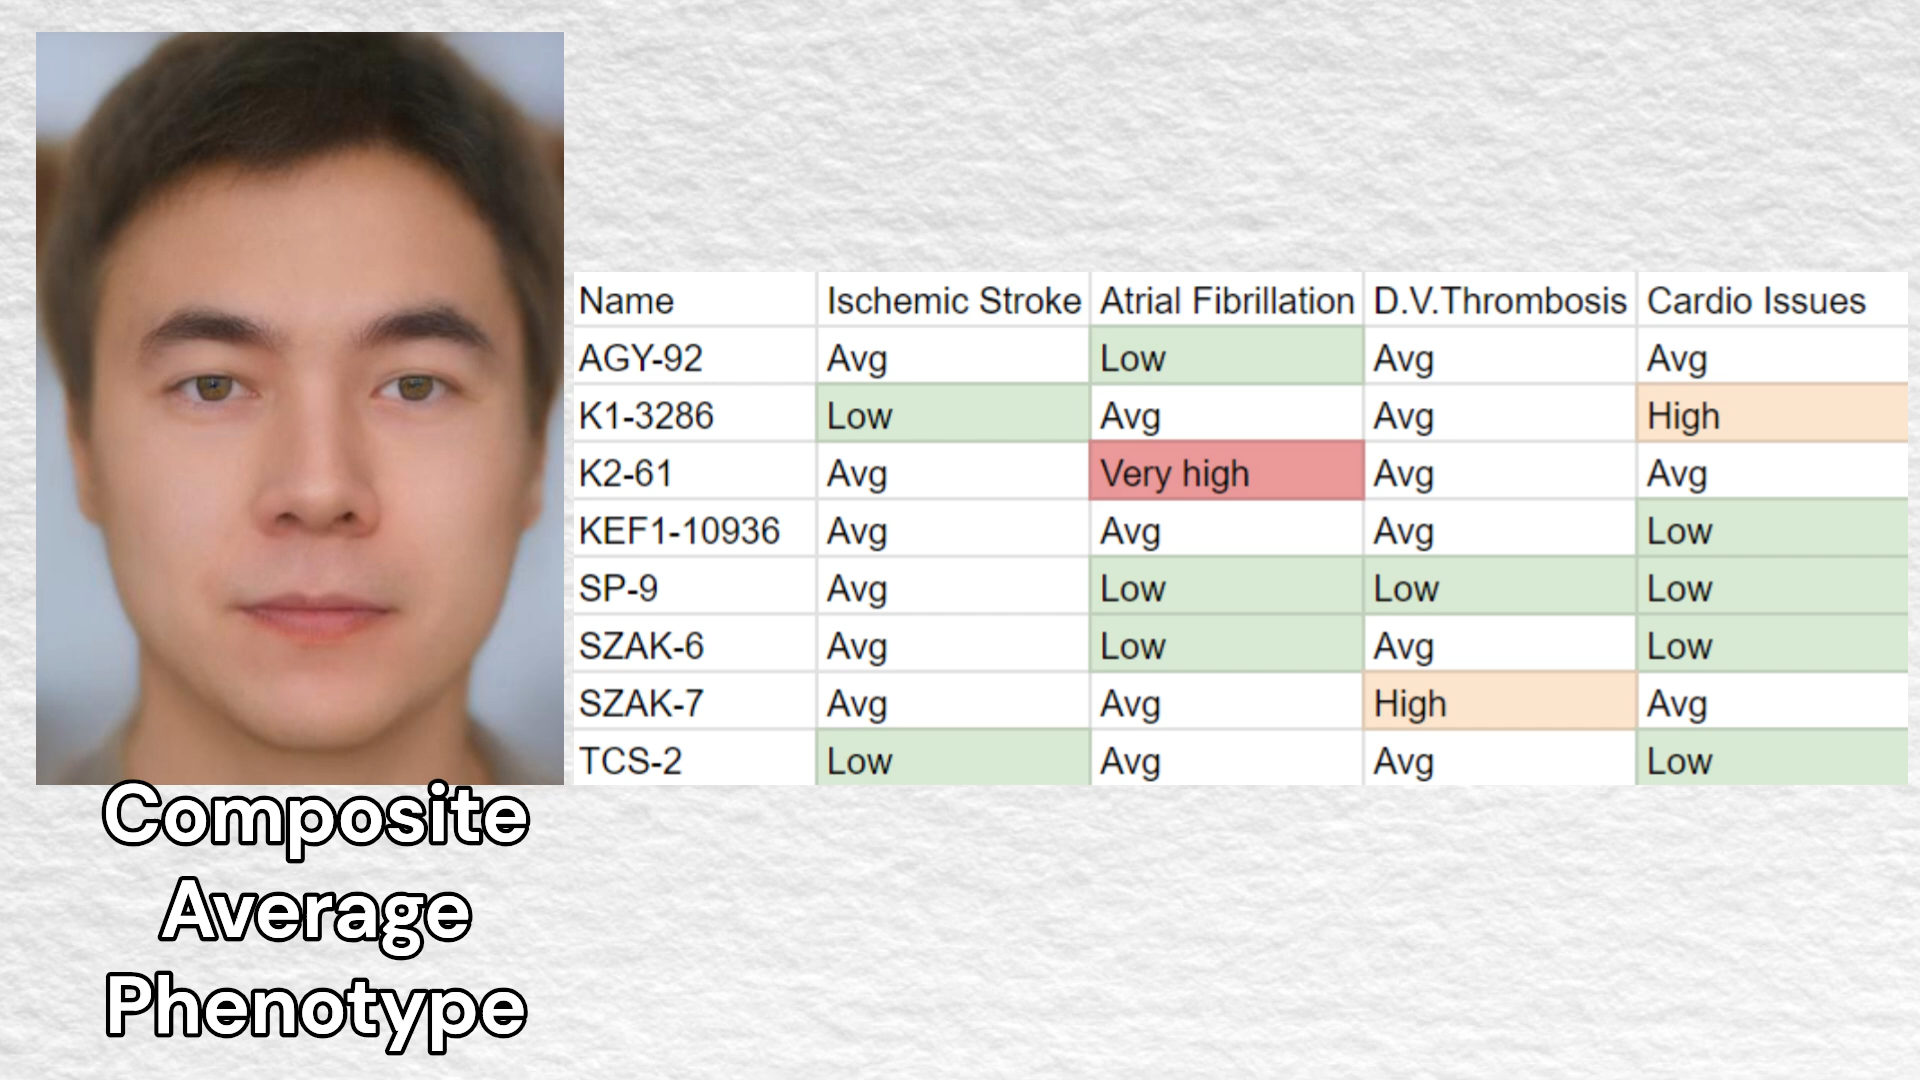 Name Ischemic Stroke Atrial Fibrillation D.V.Thrombosis Cardio Issues
AGY-92 Avg Low Avg Avg
K1-3286 Low Avg Avg High
K2-61 Avg Very high Avg Avg
KEF1-10936 Avg Avg Avg Low
SP-9 Avg Low Low Low
SZAK-6 Avg Low Avg Low
SZAK-7 Avg Avg High Avg
TCS-2 Low Avg Avg Low
Composite
Average
Phenotype